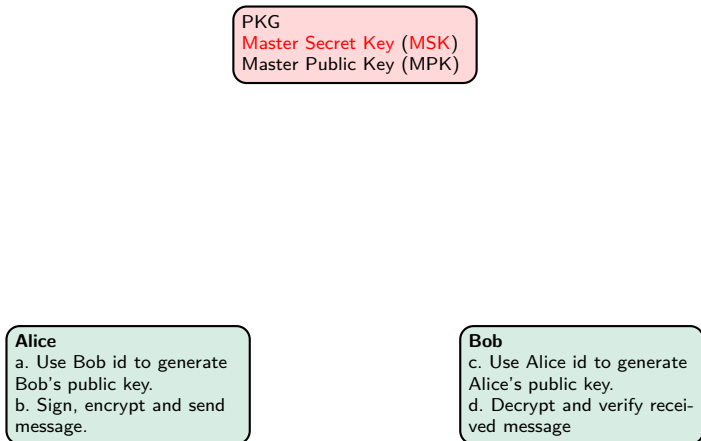 PKG
Master Secret Key (MSK)
Master Public Key (MPK)
Alice
a. Use Bob id to generate
Bob's public key.
b. Sign, encrypt and send
message.
Bob
c. Use Alice id to generate
Alice's public key.
d. Decrypt and verify recei-
ved message